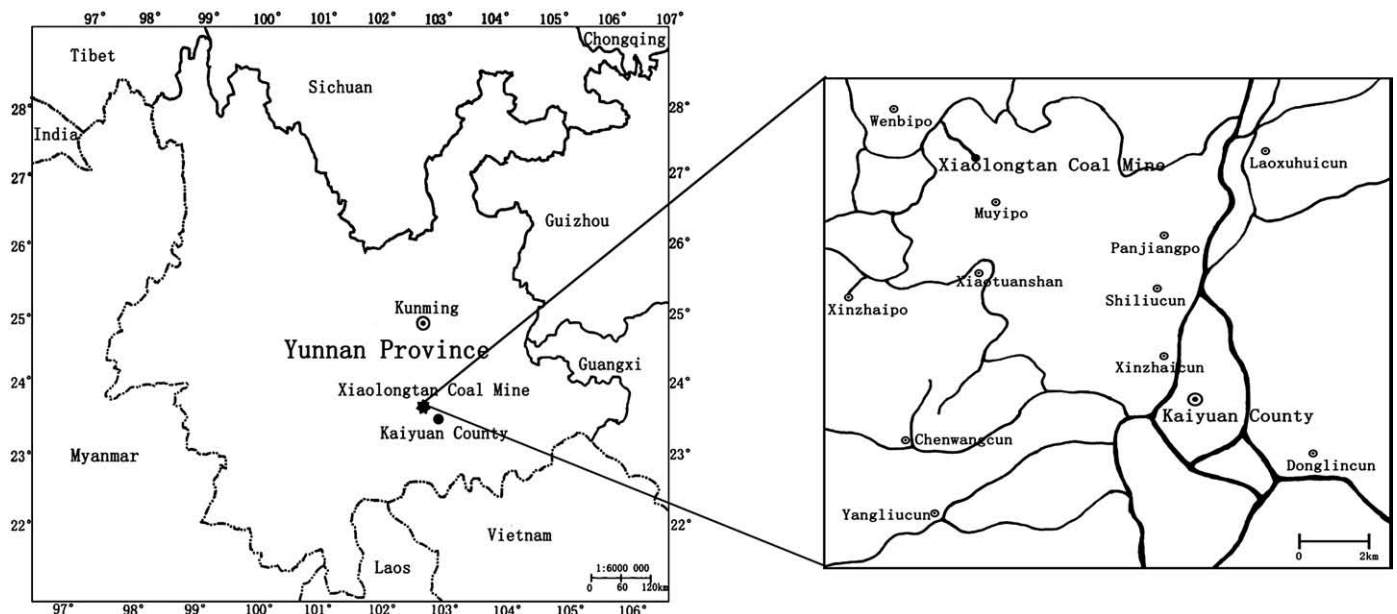 97° 98° 99° 100° 101° 102° 103° 104° 105° 106° 107°
Chongqing
Tibet
Sichuan
28° 28°
India
27° 27°
Guizhou
26° 26°
Kunming
25° 25°
Yunnan Province
Guangxi
24° 24°
Xiaolongtan Coal Mine
Kaiyuan County
23° 23°
Myanmar
22° 22°
Vietnam
Laos
1:6000 000
0 60 120km
97° 98° 99° 100° 101° 102° 103° 104° 105° 106°
Wenbipo
Xiaolongtan Coal Mine
Laoxuhuicun
Muyipo
Panjiangpo
Xiaotuanshan
Xinzhaipo
Shiliucun
Xinzhaicun
Kaiyuan County
Chenwangcun
Donglincun
Yangliucun
0 2km